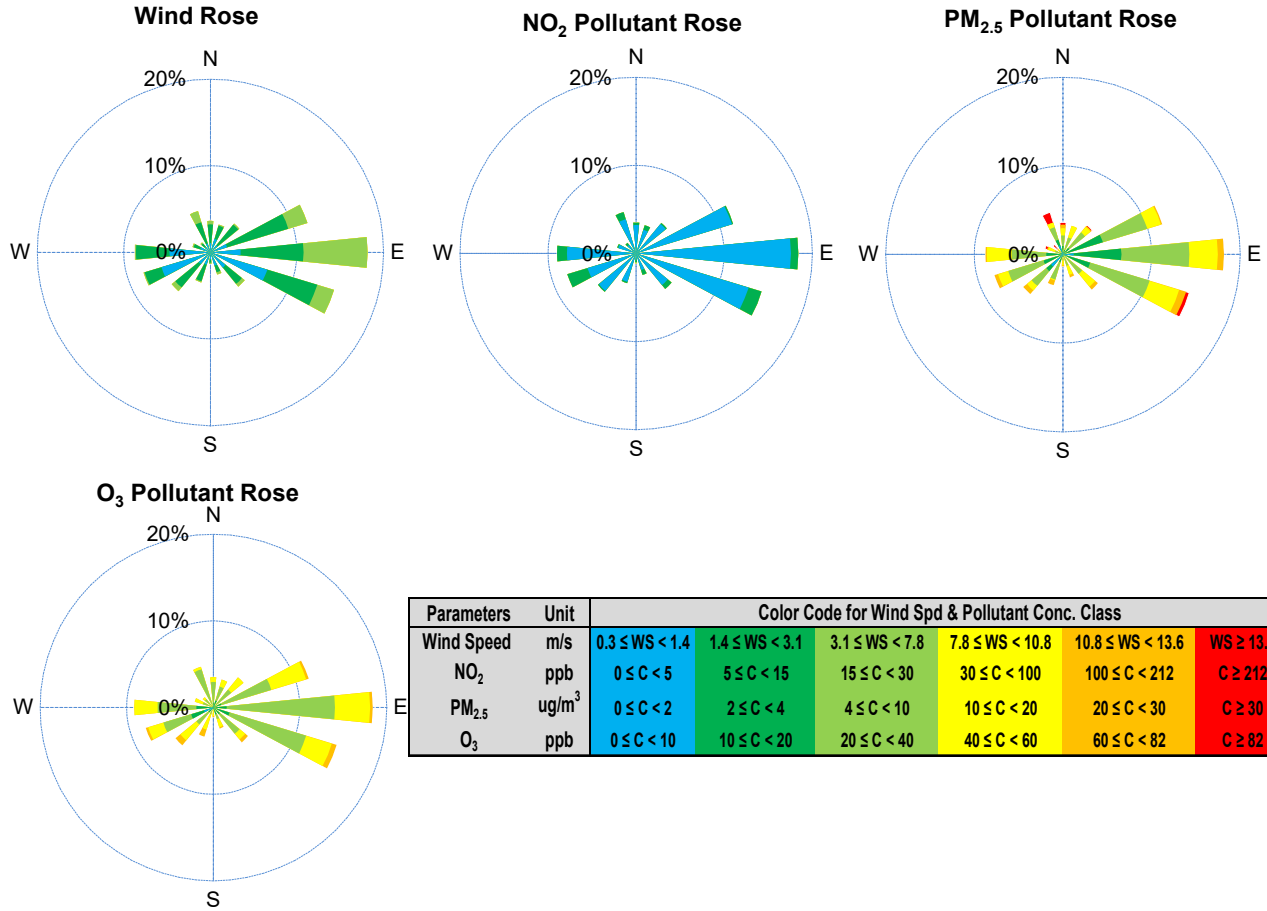 Wind Rose
N
20%
10%
W
0%
E
S
NO2 Pollutant Rose
N
20%
10%
W
0%
E
S
PM2.5 Pollutant Rose
N
20%
10%
W
0%
E
S
O3 Pollutant Rose
N
20%
10%
W
0%
E
S
Parameters Unit Color Code for Wind Spd & Pollutant Conc. Class
Wind Speed m/s 0.3 ≤ WS < 1.4 1.4 ≤ WS < 3.1 3.1 ≤ WS < 7.8 7.8 ≤ WS < 10.8 10.8 ≤ WS < 13.6 WS ≥ 13.
NO2 ppb 0 ≤ C < 5 5 ≤ C < 15 15 ≤ C < 30 30 ≤ C < 100 100 ≤ C < 212 C ≥ 212
PM2.5 ug/m3 0 ≤ C < 2 2 ≤ C < 4 4 ≤ C < 10 10 ≤ C < 20 20 ≤ C < 30 C ≥ 30
O3 ppb 0 ≤ C < 10 10 ≤ C < 20 20 ≤ C < 40 40 ≤ C < 60 60 ≤ C < 82 C ≥ 82